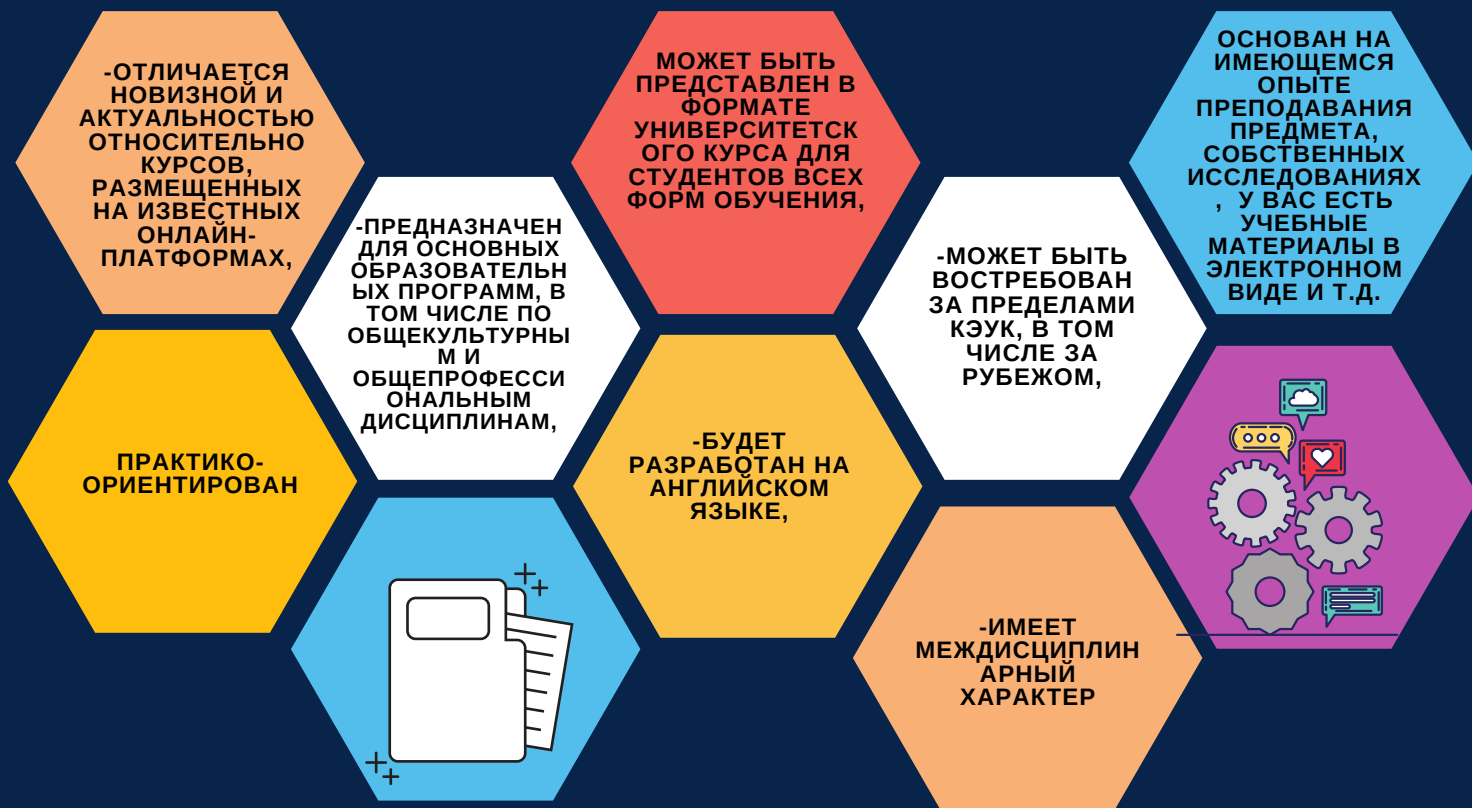 -ОТЛИЧАЕТСЯ
НОВИЗНОЙ И
АКТУАЛЬНОСТЬЮ
ОТНОСИТЕЛЬНО
КУРСОВ,
РАЗМЕЩЕННЫХ
НА ИЗВЕСТНЫХ
ОНЛАЙН-
ПЛАТФОРМАХ,
-ПРЕДНАЗНАЧЕН
ДЛЯ ОСНОВНЫХ
ОБРАЗОВАТЕЛЬН
ЫХ ПРОГРАММ, В
ТОМ ЧИСЛЕ ПО
ОБЩЕКУЛЬТУРНЫ
М И
ОБЩЕПРОФЕССИ
ОНАЛЬНЫМ
ДИСЦИПЛИНАМ,
МОЖЕТ БЫТЬ
ПРЕДСТАВЛЕН В
ФОРМАТЕ
УНИВЕРСИТЕТСК
ОГО КУРСА ДЛЯ
СТУДЕНТОВ ВСЕХ
ФОРМ ОБУЧЕНИЯ,
-МОЖЕТ БЫТЬ
ВОСТРЕБОВАН
ЗА ПРЕДЕЛАМИ
КЭУК, В ТОМ
ЧИСЛЕ ЗА
РУБЕЖОМ,
ОСНОВАН НА
ИМЕЮЩЕМСЯ
ОПЫТЕ
ПРЕПОДАВАНИЯ
ПРЕДМЕТА,
СОБСТВЕННЫХ
ИССЛЕДОВАНИЯХ
, У ВАС ЕСТЬ
УЧЕБНЫЕ
МАТЕРИАЛЫ В
ЭЛЕКТРОННОМ
ВИДЕ И Т.Д.
ПРАКТИКО-
ОРИЕНТИРОВАН
-БУДЕТ
РАЗРАБОТАН НА
АНГЛИЙСКОМ
ЯЗЫКЕ,
-ИМЕЕТ
МЕЖДИСЦИПЛИН
АРНЫЙ
ХАРАКТЕР